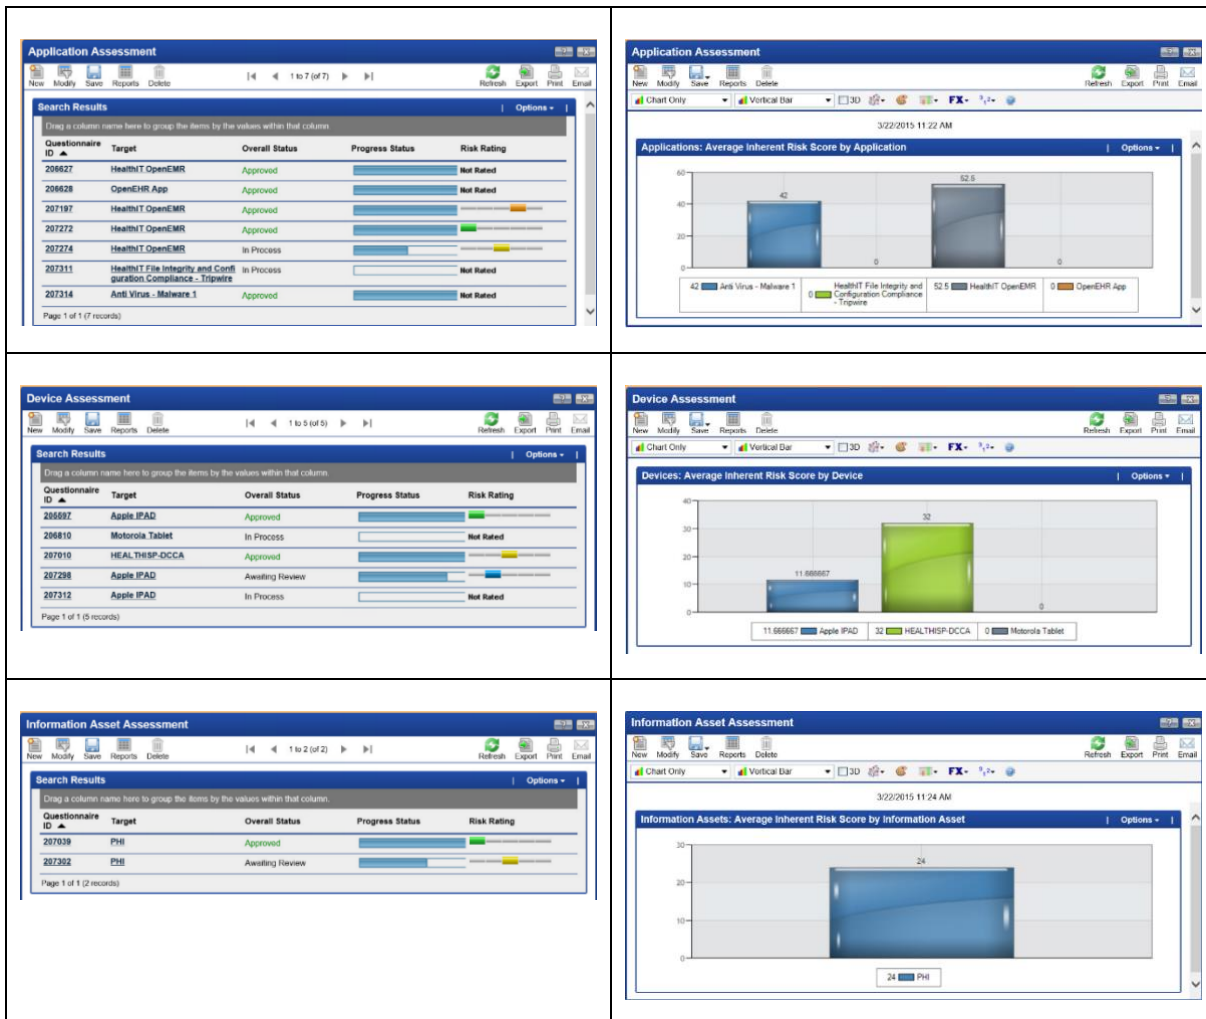 Application Assessment
New Modify Save Reports Delete 1 to 7 (of 7) Refresh Export Print Email
Search Results | Options |
Drag a column name here to group the items by the values within that column.
Questionnaire ID Target Overall Status Progress Status Risk Rating
206627 HealthIT OpenEMR Approved Not Rated
206628 OpenEHR App Approved Not Rated
207197 HealthIT OpenEMR Approved
207272 HealthIT OpenEMR Approved
207274 HealthIT OpenEMR In Process
207311 HealthIT File Integrity and Confi In Process Not Rated
guration Compliance - Tripwire
207314 Anti Virus - Malware 1 Approved Not Rated
Page 1 of 1 (7 records)
Application Assessment
New Modify Save Reports Delete Refresh Export Print Email
Chart Only Vertical Bar 3D FX
3/22/2015 11:22 AM
Applications: Average Inherent Risk Score by Application | Options |
60
40
20
0
42
0
52.5
0
42 Anti Virus - Malware 1
0 HealthIT File Integrity and
Configuration Compliance
- Tripwire
52.5 HealthIT OpenEMR
0 OpenEHR App
Device Assessment
New Modify Save Reports Delete 1 to 5 (of 5) Refresh Export Print Email
Search Results | Options |
Drag a column name here to group the items by the values within that column.
Questionnaire ID Target Overall Status Progress Status Risk Rating
206697 Apple IPAD Approved
206810 Motorola Tablet In Process Not Rated
207010 HEALTHISP-DCCA Approved
207298 Apple IPAD Awaiting Review
207312 Apple IPAD In Process Not Rated
Page 1 of 1 (5 records)
Device Assessment
New Modify Save Reports Delete Refresh Export Print Email
Chart Only Vertical Bar 3D FX
Devices: Average Inherent Risk Score by Device | Options |
40
30
20
10
0
11.666667
32
0
11.666667 Apple IPAD 32 HEALTHISP-DCCA 0 Motorola Tablet
Information Asset Assessment
New Modify Save Reports Delete 1 to 2 (of 2) Refresh Export Print Email
Search Results | Options |
Drag a column name here to group the items by the values within that column.
Questionnaire ID Target Overall Status Progress Status Risk Rating
207039 PHI Approved
207302 PHI Awaiting Review
Page 1 of 1 (2 records)
Information Asset Assessment
New Modify Save Reports Delete Refresh Export Print Email
Chart Only Vertical Bar 3D FX
3/22/2015 11:24 AM
Information Assets: Average Inherent Risk Score by Information Asset | Options |
30
20
10
0
24
24 PHI